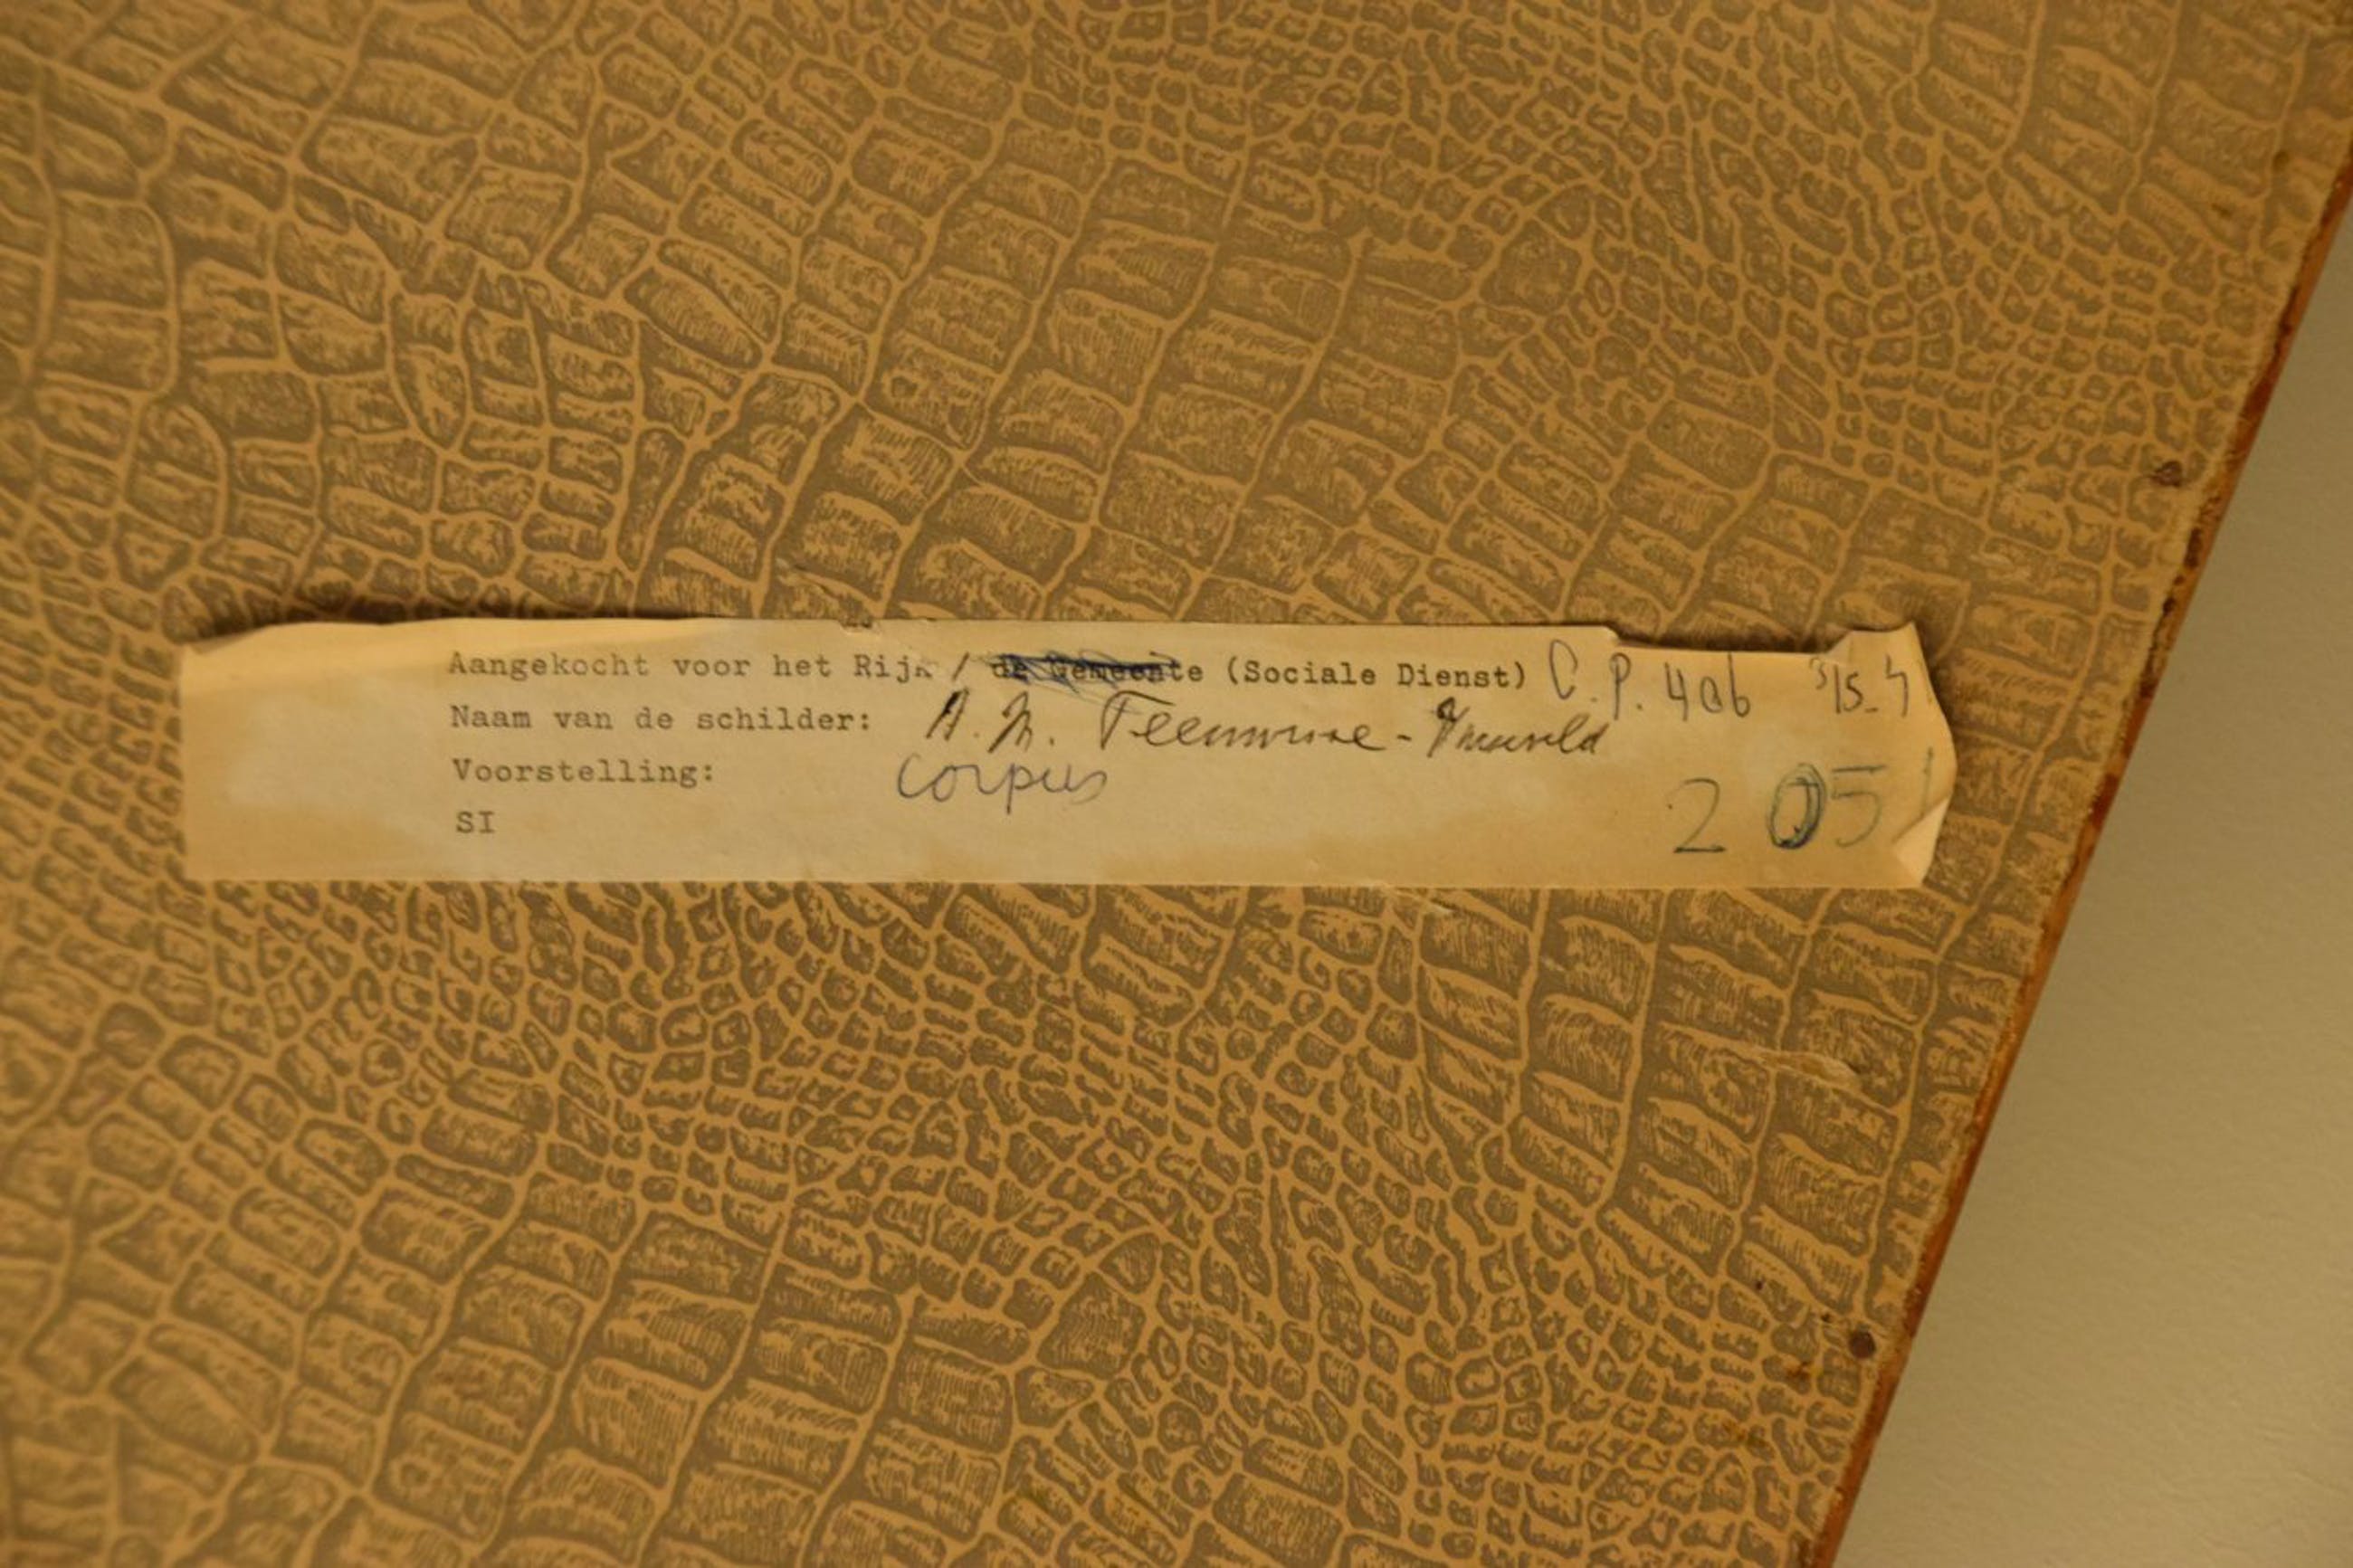 Aangekocht voor het Rijk / de Gemeente (Sociale Dienst) C.P. 406
Naam van de schilder: A. M.
Voorstelling: corpus
205
SI